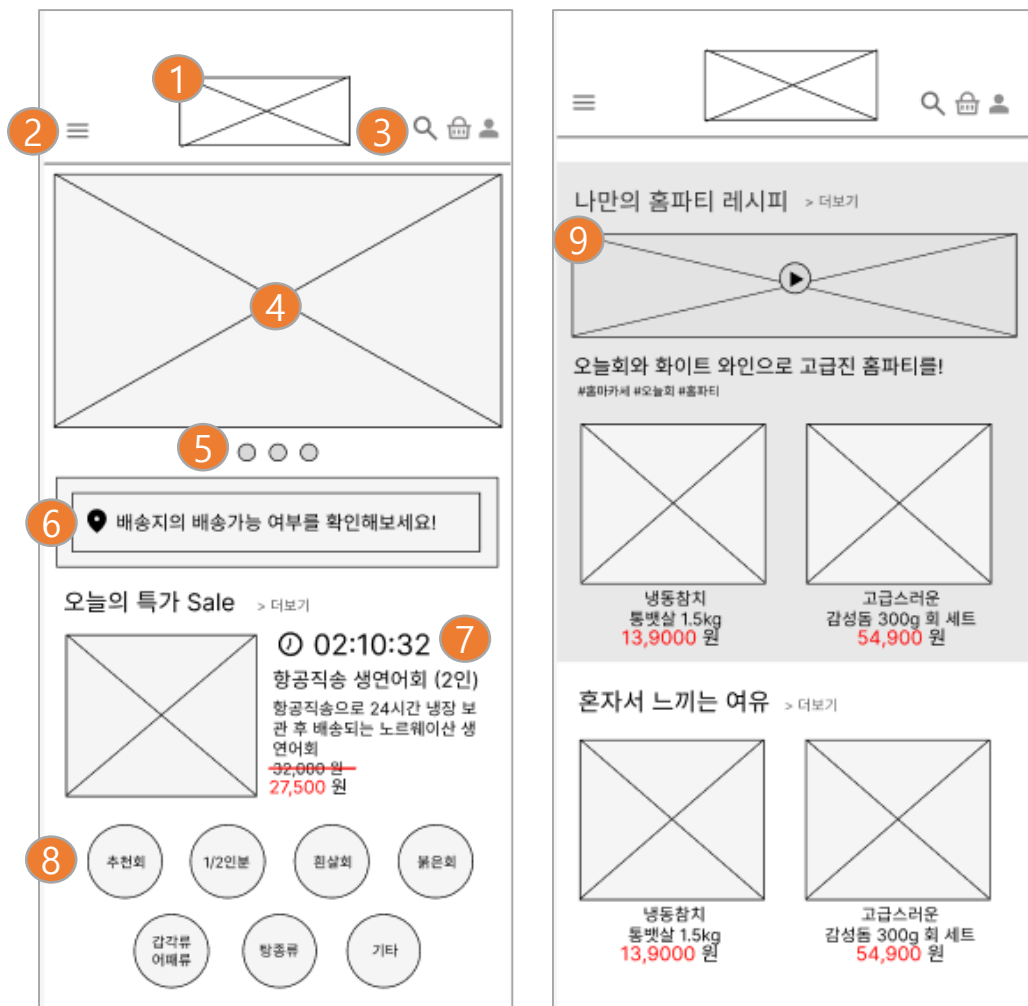 1
2
3
4
5
6
배송지의 배송가능 여부를 확인해보세요!
오늘의 특가 Sale > 더보기
02:10:32
7
항공직송 생연어회 (2인)
항공직송으로 24시간 냉장 보
관 후 배송되는 노르웨이산 생
연어회
32,000 원
27,500 원
8
추천회
1/2인분
흰살회
붉은회
갑각류
어패류
탕종류
기타
나만의 홈파티 레시피 > 더보기
9
오늘회와 화이트 와인으로 고급진 홈파티를!
#홈마카세 #오늘회 #홈파티
냉동참치
통뱃살 1.5kg
13,9000 원
고급스러운
감성돔 300g 회 세트
54,900 원
혼자서 느끼는 여유 > 더보기
냉동참치
통뱃살 1.5kg
13,9000 원
고급스러운
감성돔 300g 회 세트
54,900 원